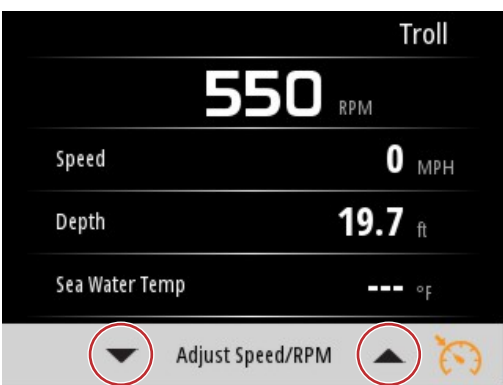 Troll
550 RPM
Speed 0 MPH
Depth 19.7 ft
Sea Water Temp --- °F
Adjust Speed/RPM